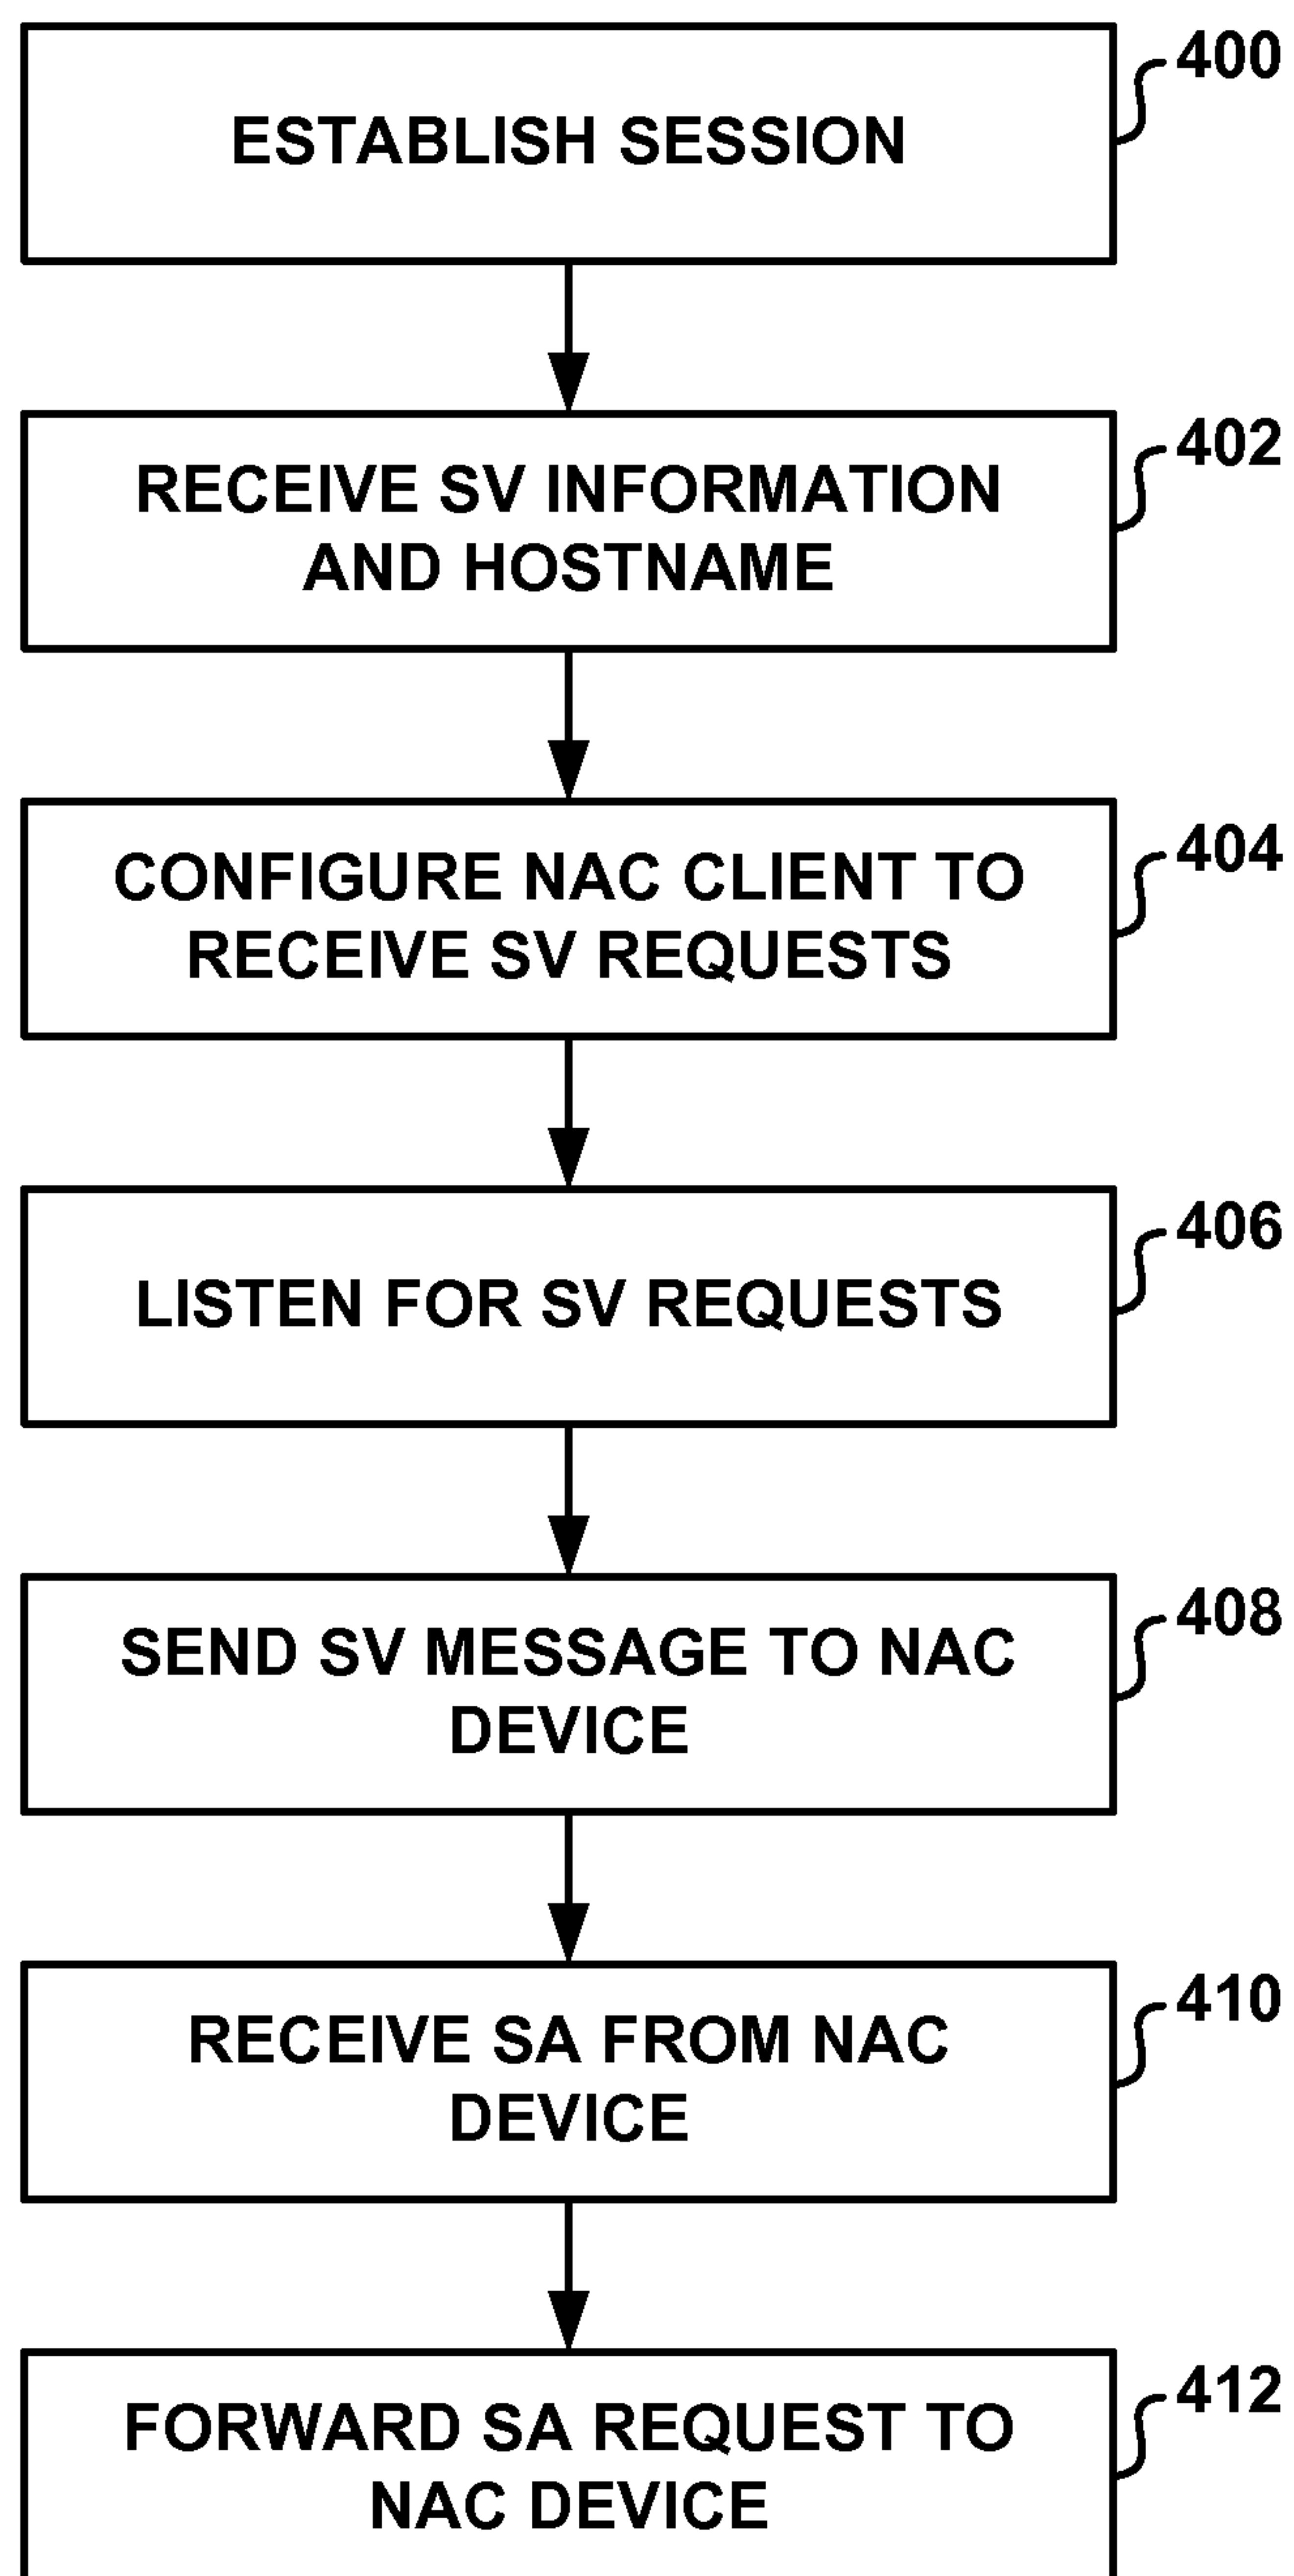 400
ESTABLISH SESSION
402
RECEIVE SV INFORMATION
AND HOSTNAME
404
CONFIGURE NAC CLIENT TO
RECEIVE SV REQUESTS
406
LISTEN FOR SV REQUESTS
408
SEND SV MESSAGE TO NAC
DEVICE
410
RECEIVE SA FROM NAC
DEVICE
412
FORWARD SA REQUEST TO
NAC DEVICE